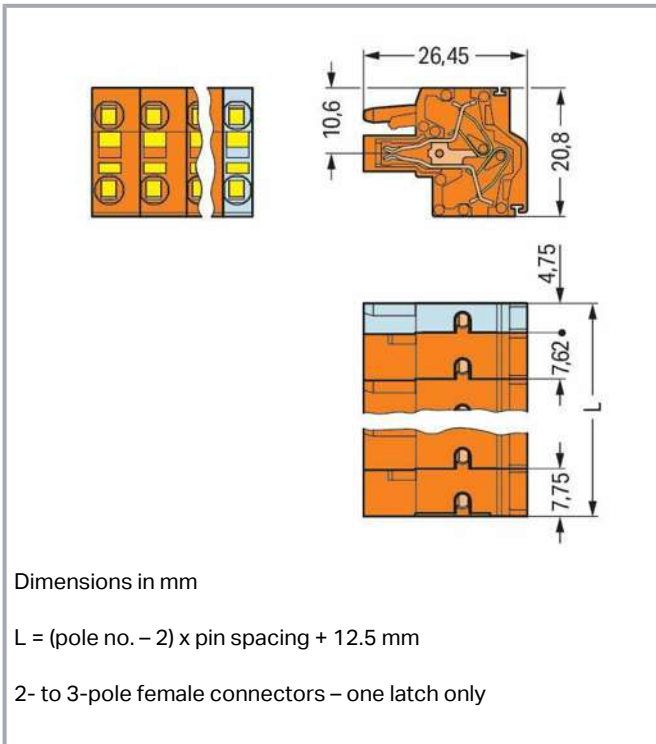 26,45
10,6
20,8
4,75
7,62
L
7,75
Dimensions in mm
L = (pole no. – 2) x pin spacing + 12.5 mm
2- to 3-pole female connectors – one latch only